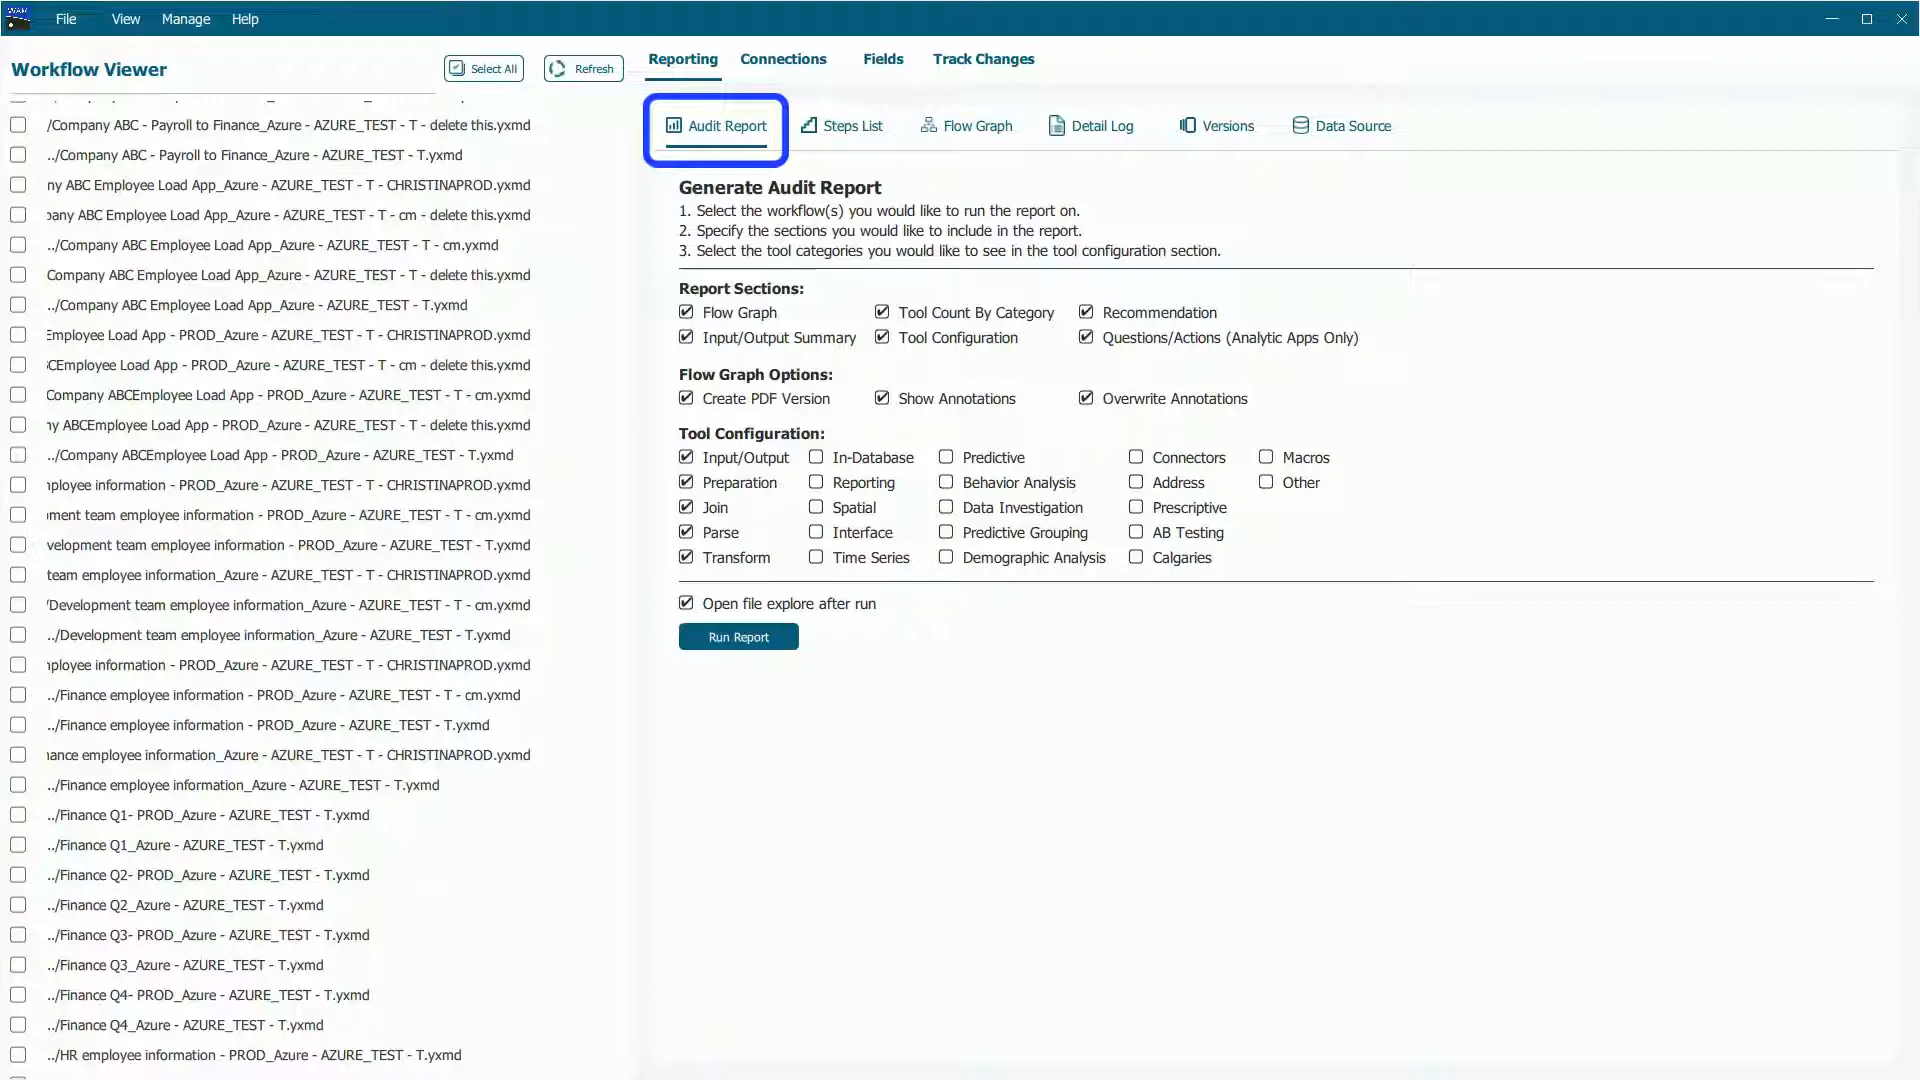 WAM
File View Manage Help
Workflow Viewer
Select All
Refresh
/Company ABC - Payroll to Finance_Azure - AZURE_TEST - T - delete this.yxmd
../Company ABC - Payroll to Finance_Azure - AZURE_TEST - T.yxmd
ny ABC Employee Load App_Azure - AZURE_TEST - T - CHRISTINAPROD.yxmd
pany ABC Employee Load App_Azure - AZURE_TEST - T - cm - delete this.yxmd
../Company ABC Employee Load App_Azure - AZURE_TEST - T - cm.yxmd
Company ABC Employee Load App_Azure - AZURE_TEST - T - delete this.yxmd
../Company ABC Employee Load App_Azure - AZURE_TEST - T.yxmd
Employee Load App - PROD_Azure - AZURE_TEST - T - CHRISTINAPROD.yxmd
CEmployee Load App - PROD_Azure - AZURE_TEST - T - cm - delete this.yxmd
Company ABCEmployee Load App - PROD_Azure - AZURE_TEST - T - cm.yxmd
ny ABCEmployee Load App - PROD_Azure - AZURE_TEST - T - delete this.yxmd
../Company ABCEmployee Load App - PROD_Azure - AZURE_TEST - T.yxmd
nployee information - PROD_Azure - AZURE_TEST - T - CHRISTINAPROD.yxmd
ment team employee information - PROD_Azure - AZURE_TEST - T - cm.yxmd
velopment team employee information - PROD_Azure - AZURE_TEST - T.yxmd
team employee information_Azure - AZURE_TEST - T - CHRISTINAPROD.yxmd
/Development team employee information_Azure - AZURE_TEST - T - cm.yxmd
../Development team employee information_Azure - AZURE_TEST - T.yxmd
nployee information - PROD_Azure - AZURE_TEST - T - CHRISTINAPROD.yxmd
../Finance employee information - PROD_Azure - AZURE_TEST - T - cm.yxmd
../Finance employee information - PROD_Azure - AZURE_TEST - T.yxmd
nance employee information_Azure - AZURE_TEST - T - CHRISTINAPROD.yxmd
../Finance employee information_Azure - AZURE_TEST - T.yxmd
../Finance Q1- PROD_Azure - AZURE_TEST - T.yxmd
../Finance Q1_Azure - AZURE_TEST - T.yxmd
../Finance Q2- PROD_Azure - AZURE_TEST - T.yxmd
../Finance Q2_Azure - AZURE_TEST - T.yxmd
../Finance Q3- PROD_Azure - AZURE_TEST - T.yxmd
../Finance Q3_Azure - AZURE_TEST - T.yxmd
../Finance Q4- PROD_Azure - AZURE_TEST - T.yxmd
../Finance Q4_Azure - AZURE_TEST - T.yxmd
../HR employee information - PROD_Azure - AZURE_TEST - T.yxmd
Reporting Connections Fields Track Changes
Audit Report Steps List Flow Graph Detail Log Versions Data Source
Generate Audit Report
1. Select the workflow(s) you would like to run the report on.
2. Specify the sections you would like to include in the report.
3. Select the tool categories you would like to see in the tool configuration section.
Report Sections:
Flow Graph Tool Count By Category Recommendation
Input/Output Summary Tool Configuration Questions/Actions (Analytic Apps Only)
Flow Graph Options:
Create PDF Version Show Annotations Overwrite Annotations
Tool Configuration:
Input/Output In-Database Predictive Connectors Macros
Preparation Reporting Behavior Analysis Address Other
Join Spatial Data Investigation Prescriptive
Parse Interface Predictive Grouping AB Testing
Transform Time Series Demographic Analysis Calgaries
Open file explore after run
Run Report